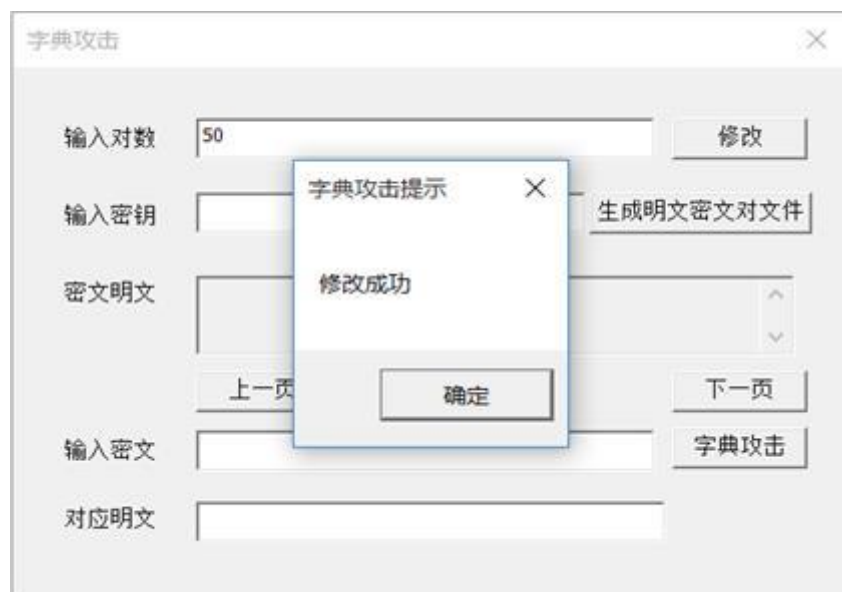 字典攻击
输入对数 50 修改
字典攻击提示
输入密钥 生成明文密文对文件
密文明文
修改成功
上一页 下一页
确定
输入密文 字典攻击
对应明文